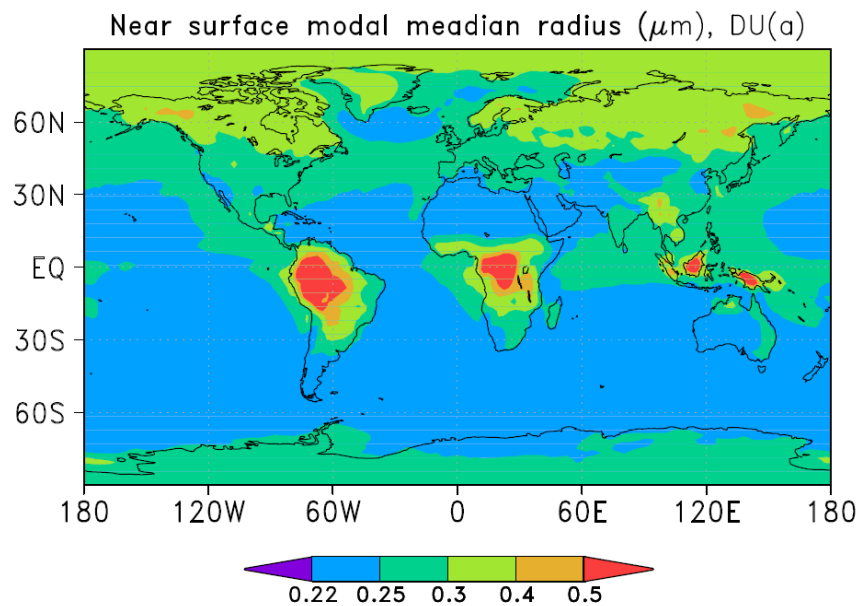 Near surface modal meadian radius (μm), DU(a)
60N
30N
EQ
30S
60S
180 120W 60W 0 60E 120E 180
0.22 0.25 0.3 0.4 0.5